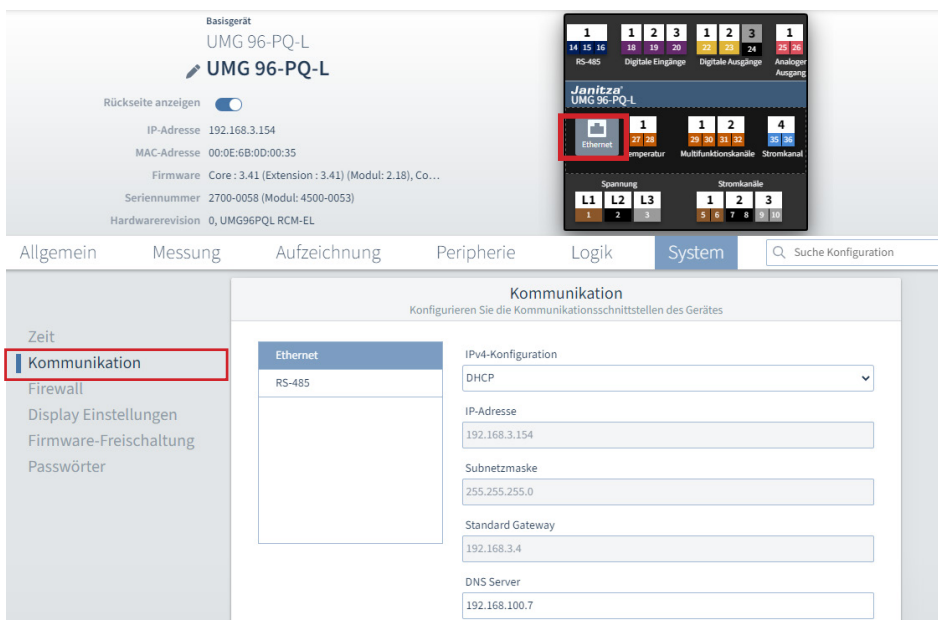 Basisgerät
UMG 96-PQ-L
UMG 96-PQ-L
Rückseite anzeigen
IP-Adresse 192.168.3.154
MAC-Adresse 00:0E:6B:0D:00:35
Firmware Core : 3.41 (Extension : 3.41) (Modul: 2.18), Co...
Seriennummer 2700-0058 (Modul: 4500-0053)
Hardwarerevision 0, UMG96PQL RCM-EL
1 1 2 3 1 2 3 1
14 15 16 18 19 20 22 23 24 25 26
RS-485 Digitale Eingänge Digitale Ausgänge Analoger
Ausgang
Janitza®
UMG 96-PQ-L
1 1 2 4
27 28 29 30 31 32 35 36
Ethernet emperatur Multifunktionskanäle Stromkanal
Spannung Stromkanäle
L1 L2 L3 1 2 3
1 2 3 5 6 7 8 9 10
Allgemein Messung Aufzeichnung Peripherie Logik System Suche Konfiguration
Kommunikation
Konfigurieren Sie die Kommunikationsschnittstellen des Gerätes
Zeit
Kommunikation
Firewall
Display Einstellungen
Firmware-Freischaltung
Passwörter
Ethernet
RS-485
IPv4-Konfiguration
DHCP
IP-Adresse
192.168.3.154
Subnetzmaske
255.255.255.0
Standard Gateway
192.168.3.4
DNS Server
192.168.100.7